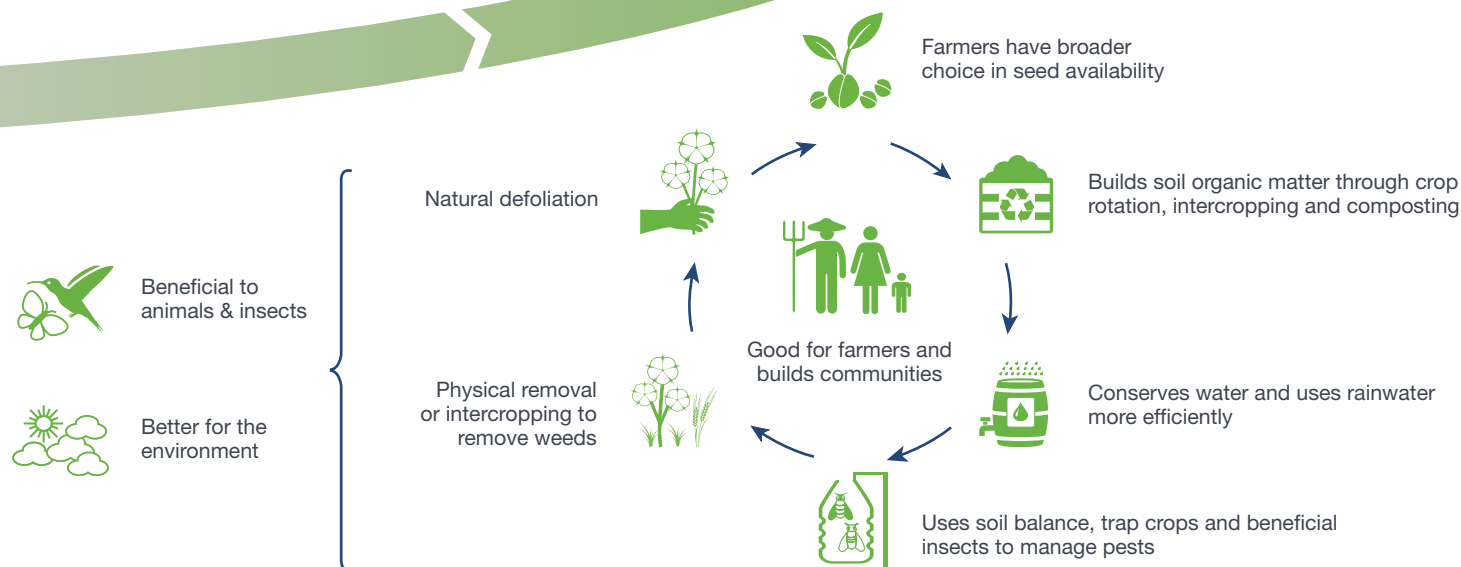 Farmers have broader
choice in seed availability
Natural defoliation
Builds soil organic matter through crop
rotation, intercropping and composting
Beneficial to
animals & insects
Good for farmers and
builds communities
Physical removal
or intercropping to
remove weeds
Conserves water and uses rainwater
more efficiently
Better for the
environment
Uses soil balance, trap crops and beneficial
insects to manage pests